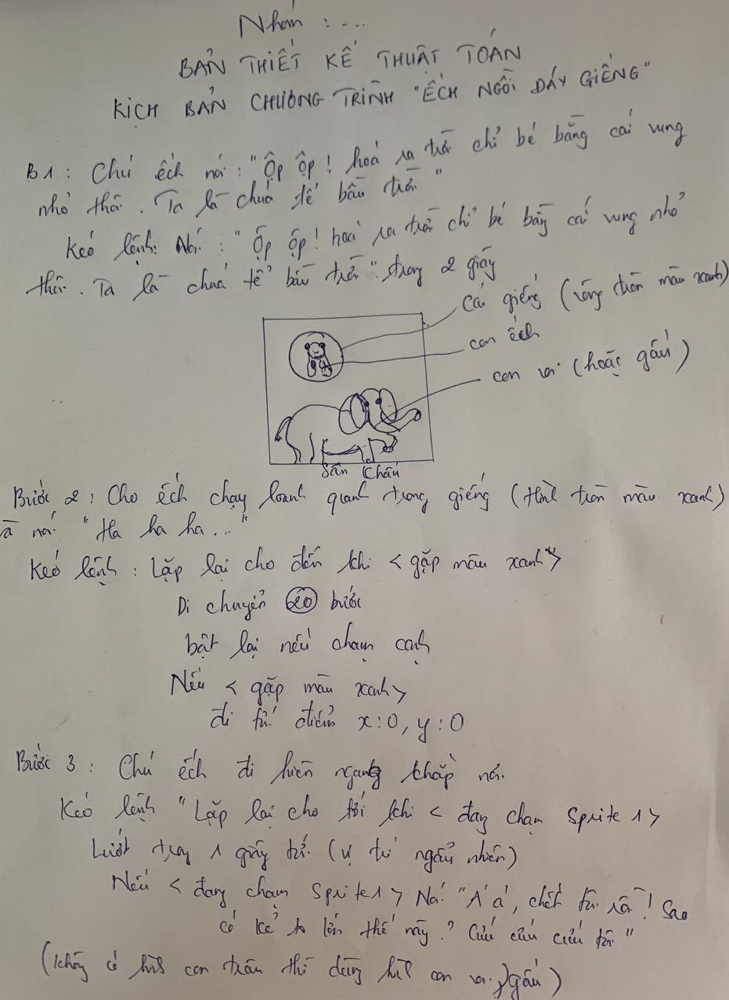 Nhóm : ...
BẢN THIẾT KẾ THUẬT TOÁN
KỊCH BẢN CHƯƠNG TRÌNH "ẾCH NGỒI ĐÁY GIẾNG"
B1 : Chú ếch nói : "Ộp ộp ! hoá ra trời chỉ bé bằng cái vung
nhỏ thôi . Ta là chúa tể bầu trời"
Kéo lệnh: Nói : "Ộp ộp ! hoá ra trời chỉ bé bằng cái vung nhỏ
thôi . Ta là chúa tể bầu trời" trong 2 giây
Cái giếng (vòng tròn màu xanh)
con ếch
con voi (hoặc gấu)
Sân khấu
Bước 2 : Cho ếch chạy loanh quanh trong giếng (hình tròn màu xanh)
và nói "Ha ha ha..."
Kéo lệnh : Lặp lại cho đến khi < gặp màu xanh >
Di chuyển 20 bước
bật lại nếu chạm cạnh
Nếu < gặp màu xanh >
đi tới điểm x : 0 , y : 0
Bước 3 : Chú ếch đi huênh ngang khắp nơi.
Kéo lệnh "Lặp lại cho tới khi < đang chạm Sprite 1 >
Lướt trong 1 giây tới (vị trí ngẫu nhiên)
Nếu < đang chạm Sprite 1 > Nói "Á á , chết tôi rồi ! Sao
có kẻ to lớn thế này ? Cứu cứu cứu tôi"
(không có hình con trâu thì dùng hình con voi, gấu)